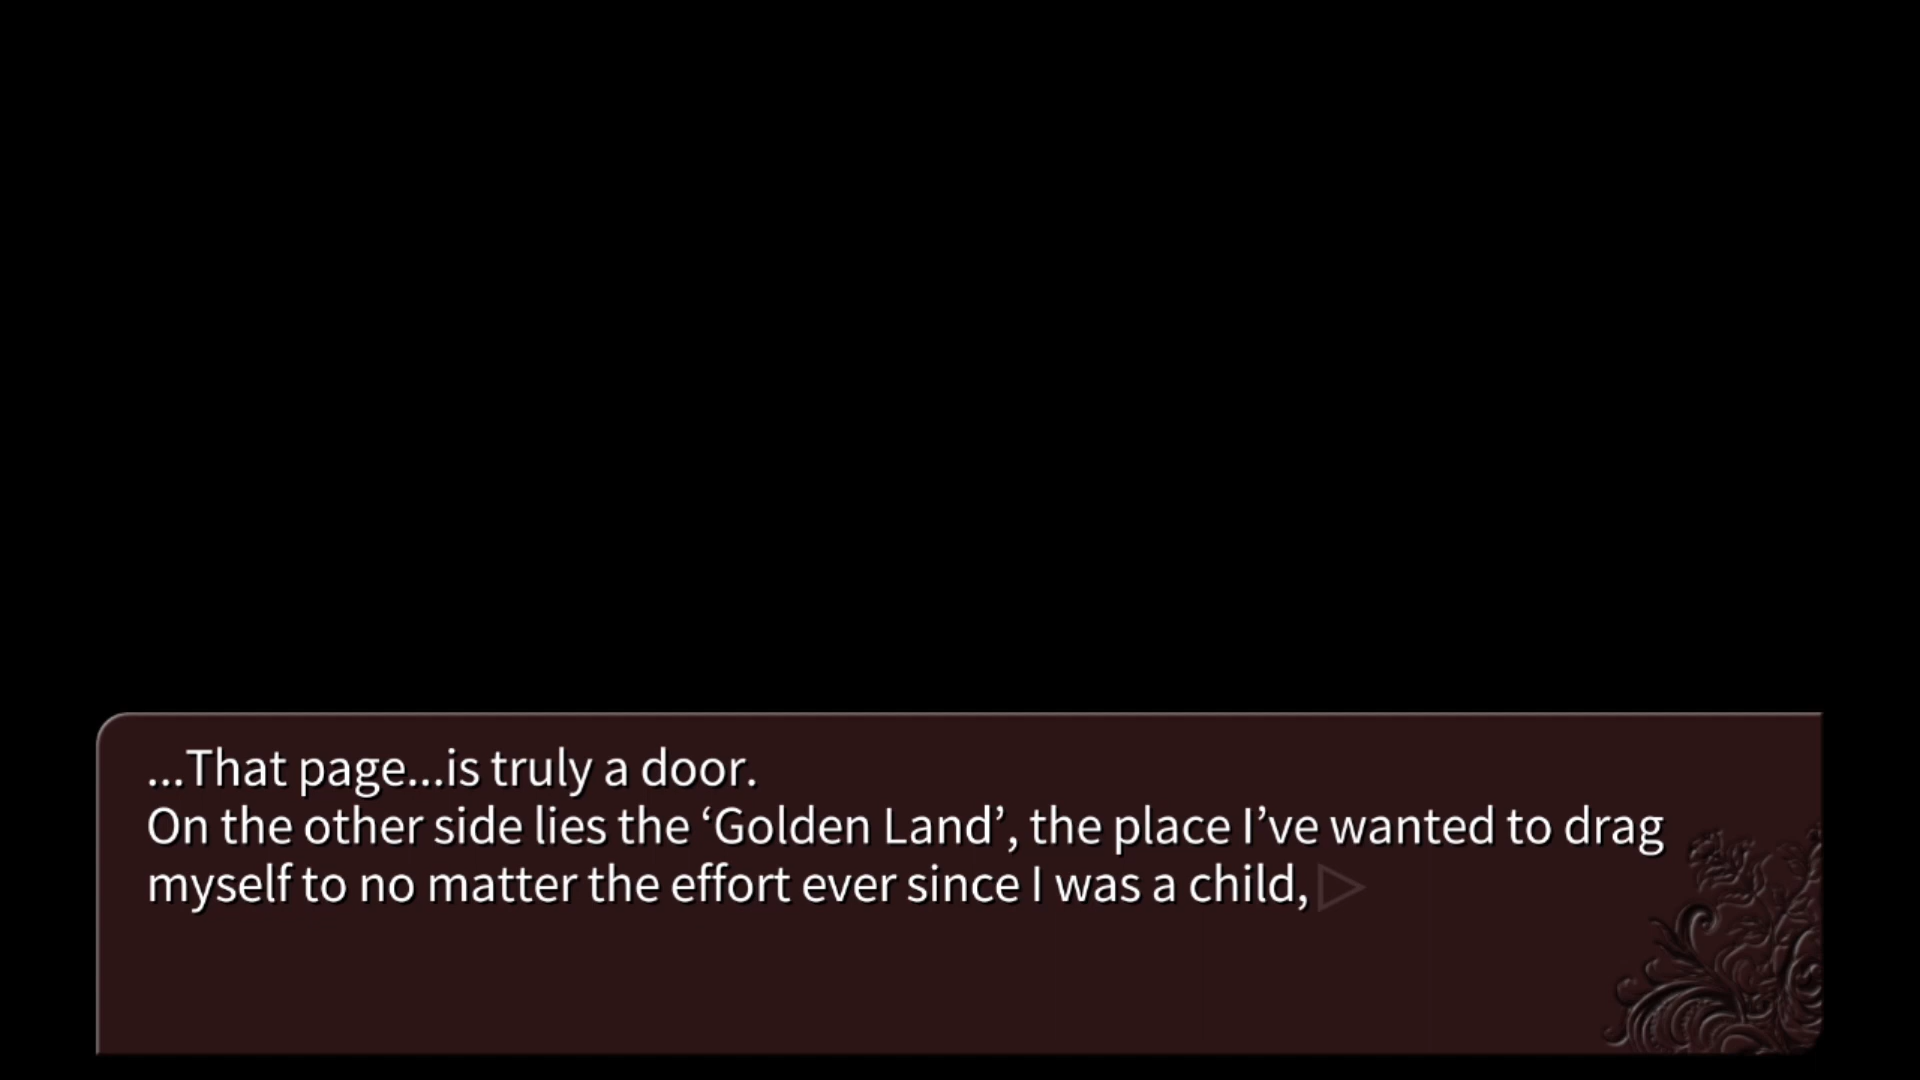 ...That page...is truly a door.
On the other side lies the ‘Golden Land’, the place I’ve wanted to drag
myself to no matter the effort ever since I was a child,